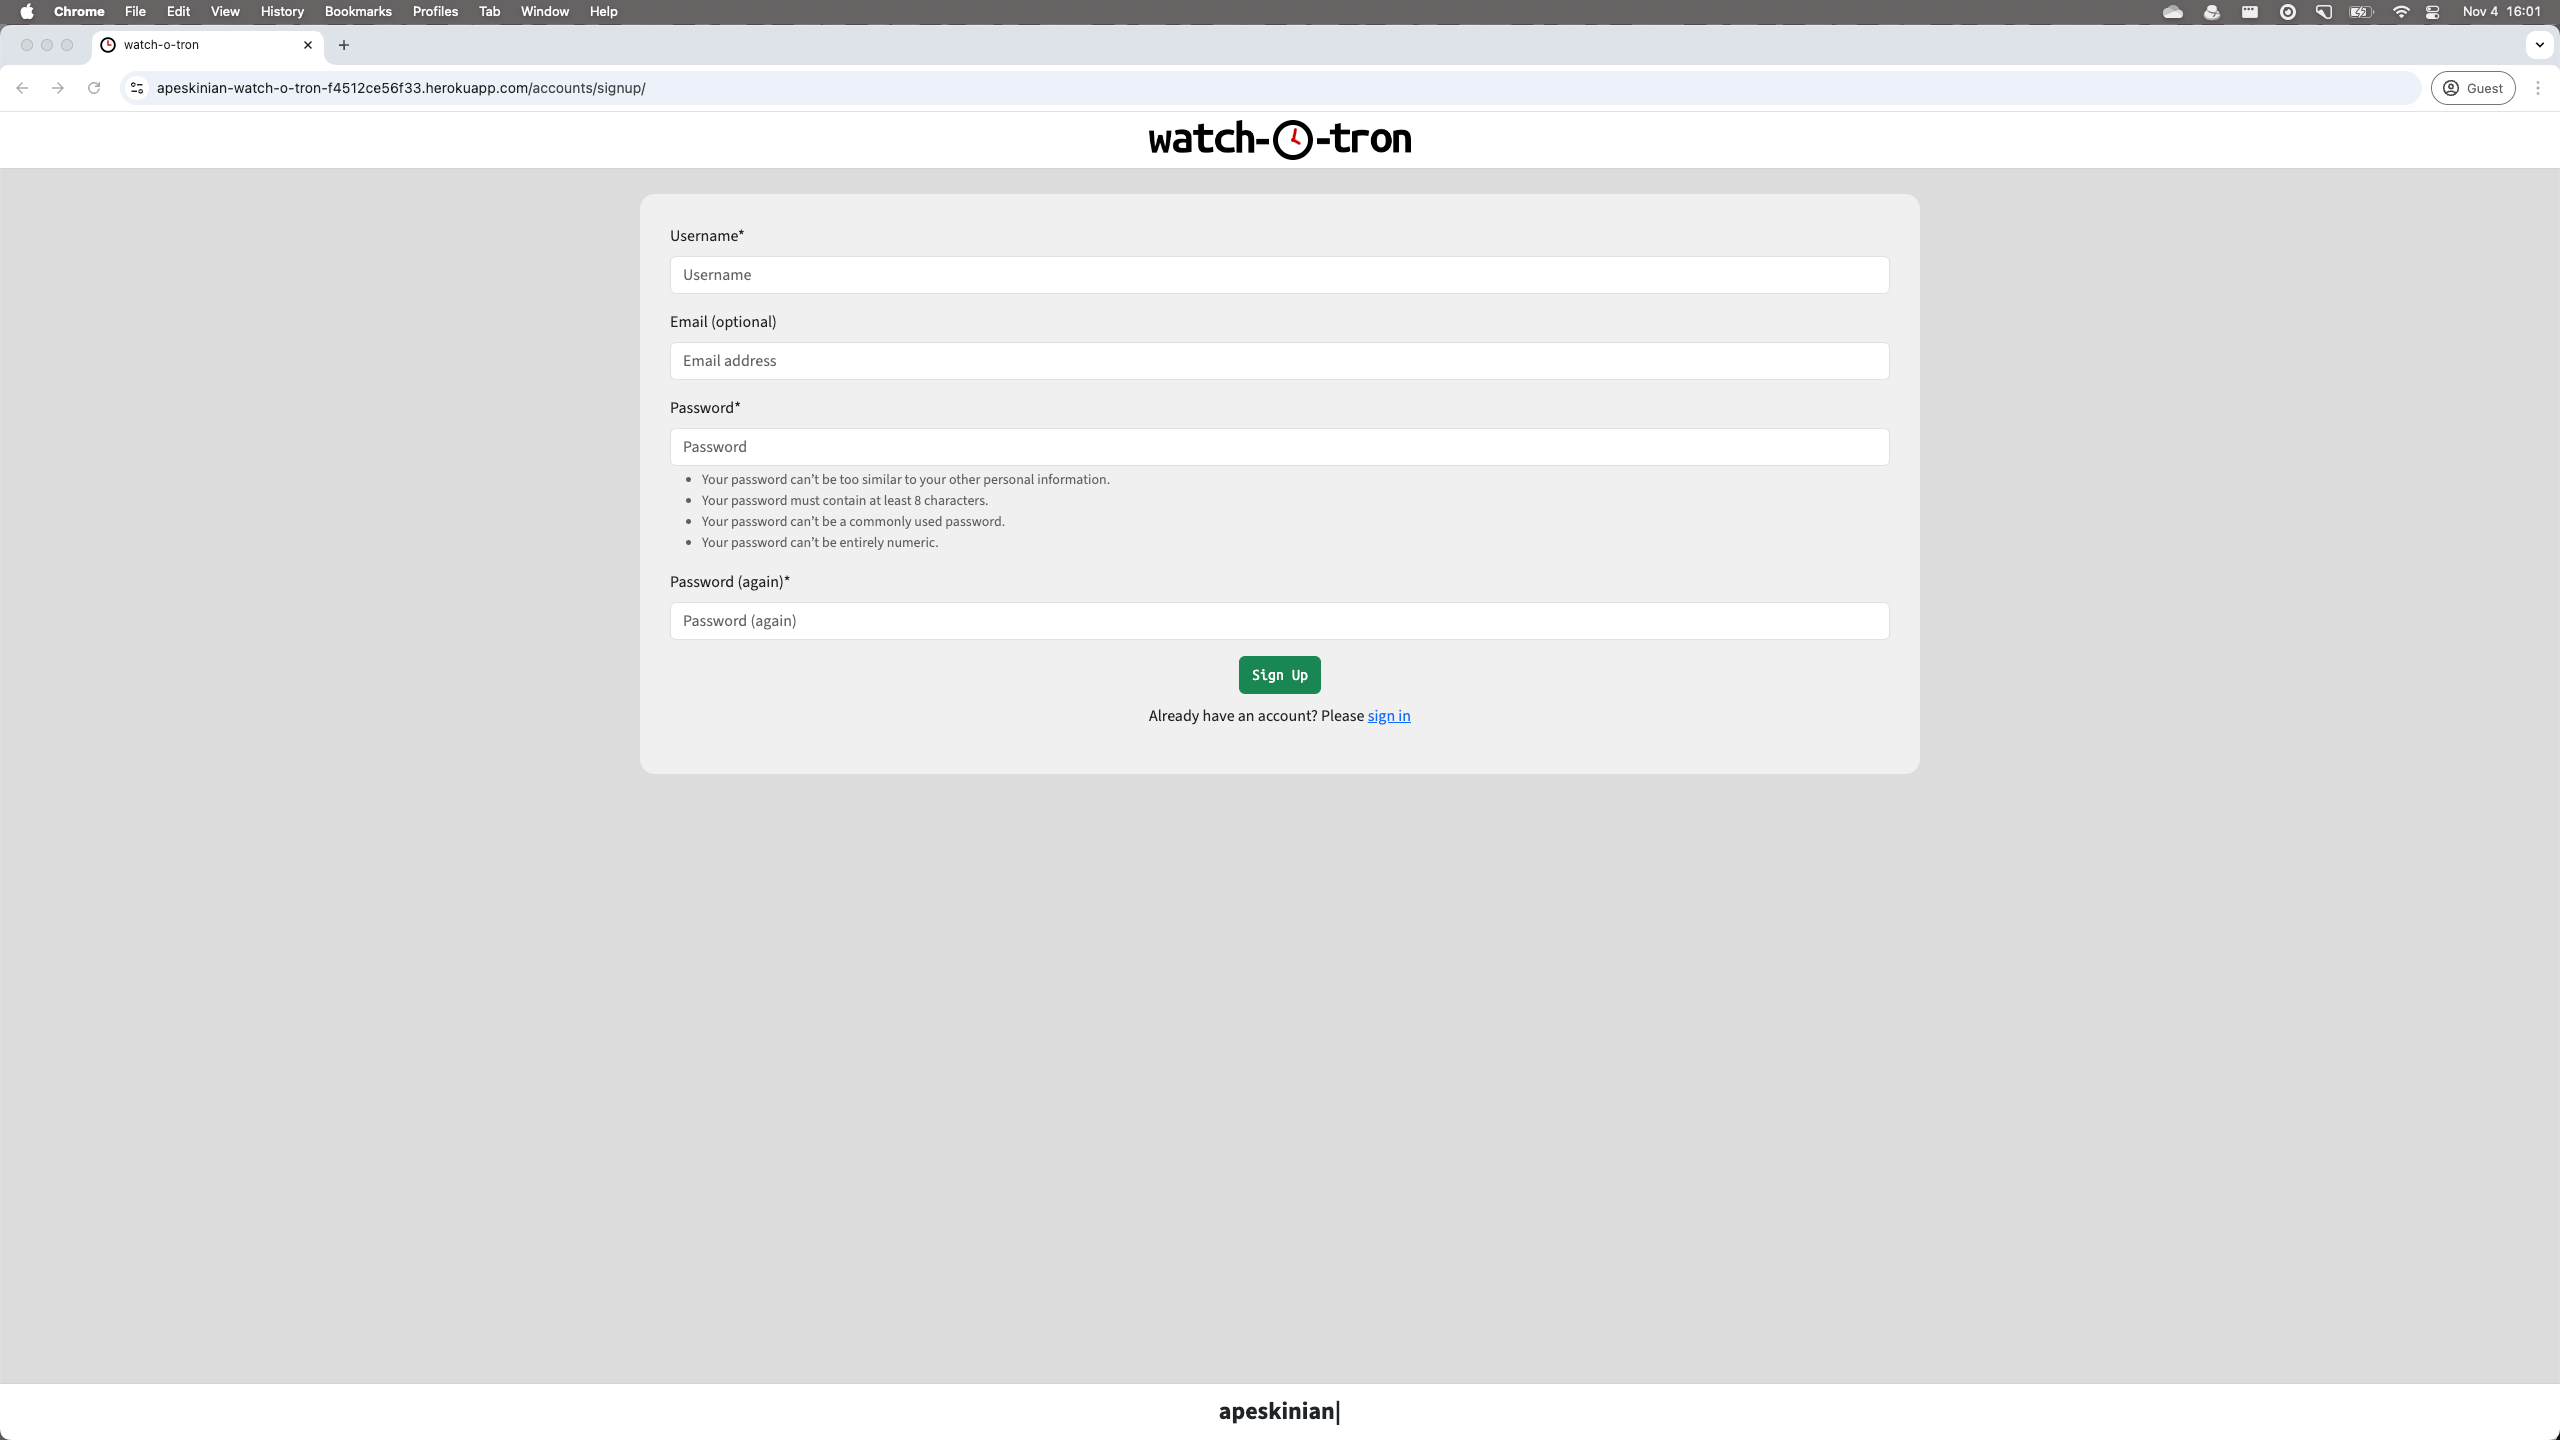 Chrome File Edit View History Bookmarks Profiles Tab Window Help Nov 4 16:01
watch-o-tron
apeskinian-watch-o-tron-f4512ce56f33.herokuapp.com/accounts/signup/ Guest
watch-o-tron
Username*
Username
Email (optional)
Email address
Password*
Password
Your password can't be too similar to your other personal information.
Your password must contain at least 8 characters.
Your password can't be a commonly used password.
Your password can't be entirely numeric.
Password (again)*
Password (again)
Sign Up
Already have an account? Please sign in
apeskinian|